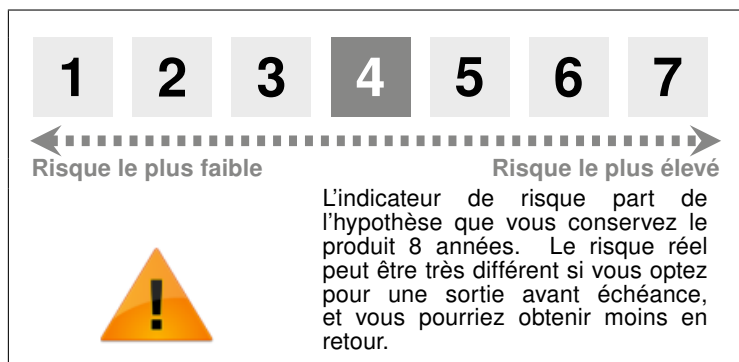 1 2 3 4 5 6 7
Risque le plus faible Risque le plus élevé
L'indicateur de risque part de
l'hypothèse que vous conservez le
produit 8 années. Le risque réel
peut être très différent si vous optez
pour une sortie avant échéance,
et vous pourriez obtenir moins en
retour.
!